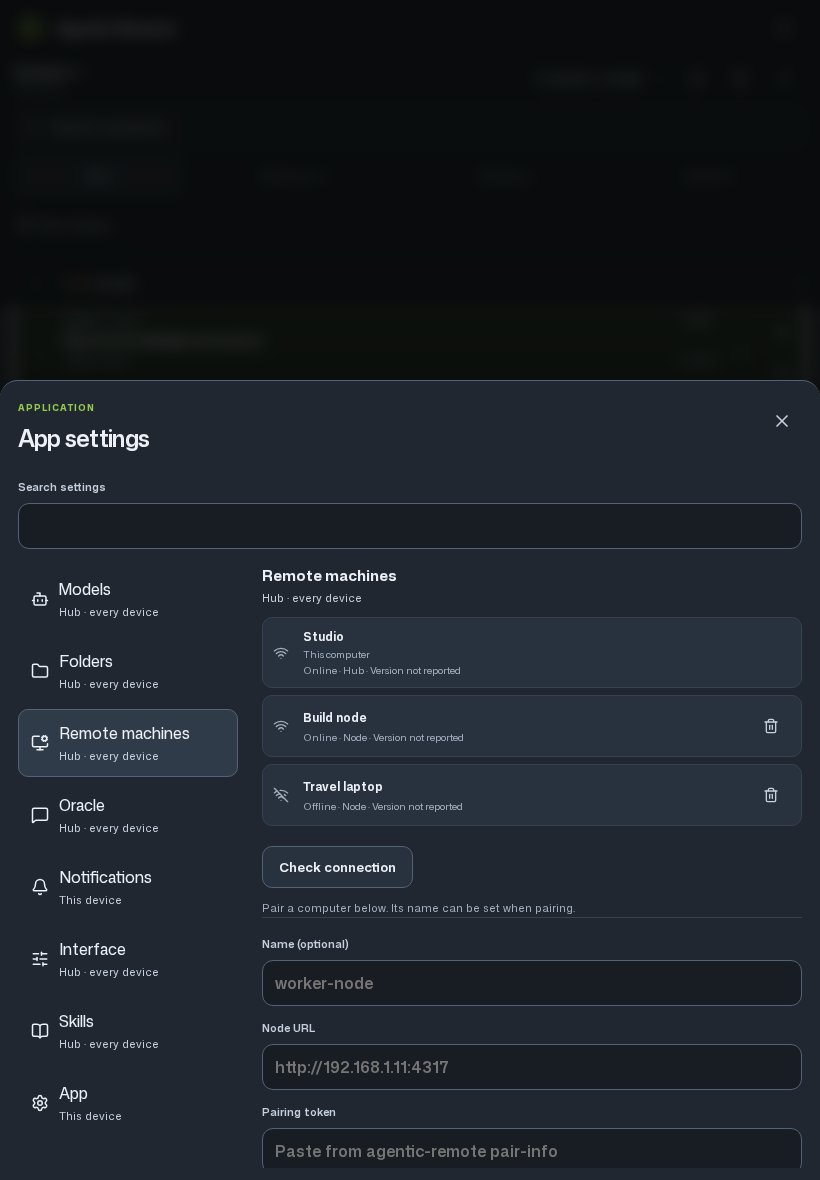 APPLICATION
App settings
Search settings
Models
Hub · every device
Folders
Hub · every device
Remote machines
Hub · every device
Oracle
Hub · every device
Notifications
This device
Interface
Hub · every device
Skills
Hub · every device
App
This device
Remote machines
Hub · every device
Studio
This computer
Online · Hub · Version not reported
Build node
Online · Node · Version not reported
Travel laptop
Offline · Node · Version not reported
Check connection
Pair a computer below. Its name can be set when pairing.
Name (optional)
worker-node
Node URL
http://192.168.1.11:4317
Pairing token
Paste from agentic-remote pair-info